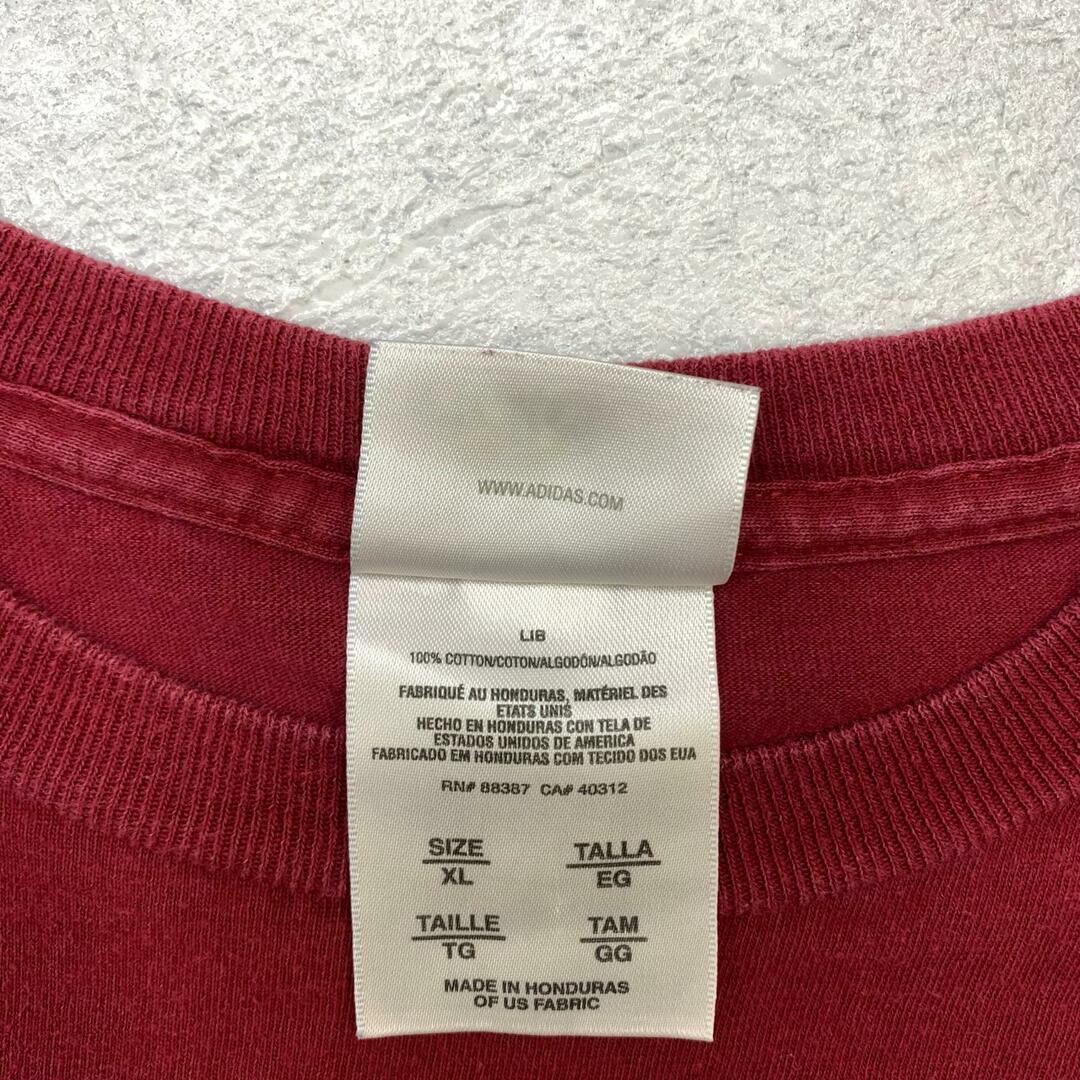 WWW.ADIDAS.COM
LIB
100% COTTON/COTON/ALGODÓN/ALGODÃO
FABRIQUÉ AU HONDURAS, MATÉRIEL DES
ETATS UNIS
HECHO EN HONDURAS CON TELA DE
ESTADOS UNIDOS DE AMERICA
FABRICADO EM HONDURAS COM TECIDO DOS EUA
RN# 88387 CA# 40312
SIZE TALLA
XL EG
TAILLE TAM
TG GG
MADE IN HONDURAS
OF US FABRIC